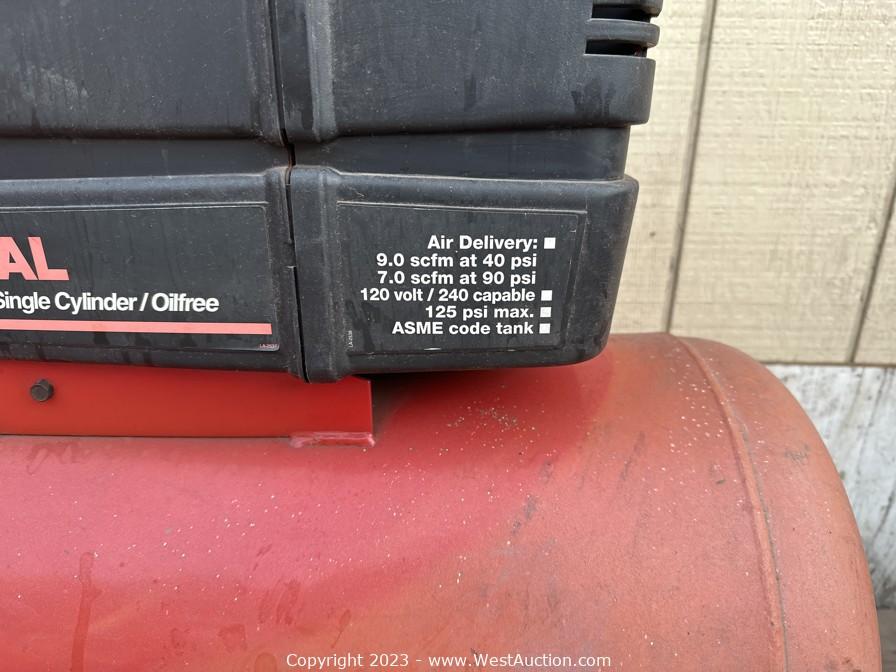 AL
Single Cylinder/Oilfree
Air Delivery:
9.0 scfm at 40 psi
7.0 scfm at 90 psi
120 volt / 240 capable
125 psi max.
ASME code tank
Copyright 2023 - www.WestAuction.com